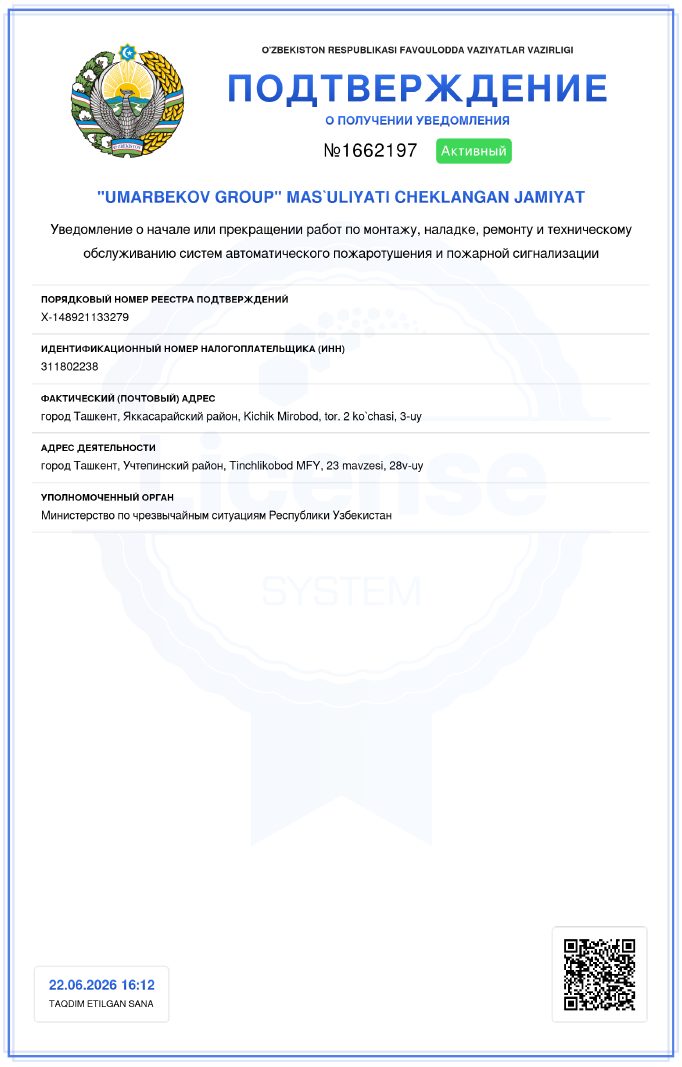 O'ZBEKISTON RESPUBLIKASI FAVQULODDA VAZIYATLAR VAZIRLIGI
ПОДТВЕРЖДЕНИЕ
О ПОЛУЧЕНИИ УВЕДОМЛЕНИЯ
№1662197 Активный
"UMARBEKOV GROUP" MAS`ULIYATI CHEKLANGAN JAMIYAT
Уведомление о начале или прекращении работ по монтажу, наладке, ремонту и техническому
обслуживанию систем автоматического пожаротушения и пожарной сигнализации
ПОРЯДКОВЫЙ НОМЕР РЕЕСТРА ПОДТВЕРЖДЕНИЙ
X-148921133279
ИДЕНТИФИКАЦИОННЫЙ НОМЕР НАЛОГОПЛАТЕЛЬЩИКА (ИНН)
311802238
ФАКТИЧЕСКИЙ (ПОЧТОВЫЙ) АДРЕС
город Ташкент, Яккасарайский район, Kichik Mirobod, tor. 2 ko`chasi, 3-uy
АДРЕС ДЕЯТЕЛЬНОСТИ
город Ташкент, Учтепинский район, Tinchlikobod MFY, 23 mavzesi, 28v-uy
License
УПОЛНОМОЧЕННЫЙ ОРГАН
Министерство по чрезвычайным ситуациям Республики Узбекистан
SYSTEM
22.06.2026 16:12
TAQDIM ETILGAN SANA